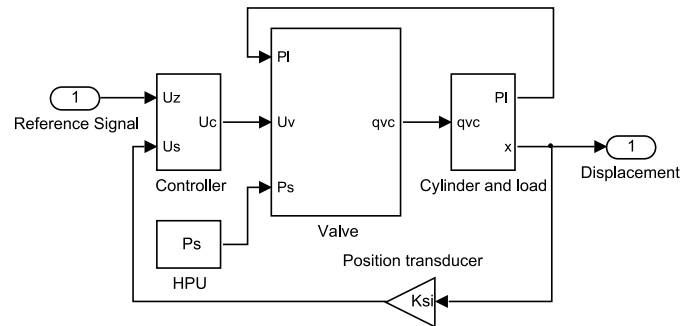 Pl
Pl
1
Uz
Reference Signal
Uc
Uv
qvc
qvc
Us
x
1
Controller
Cylinder and load
Displacement
Ps
Ps
Valve
HPU
Position transducer
Ksi